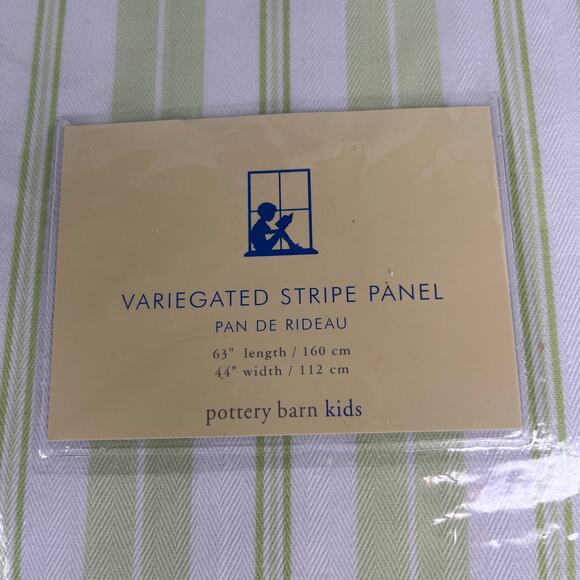 VARIEGATED STRIPE PANEL
PAN DE RIDEAU
63" length / 160 cm
44" width / 112 cm
pottery barn kids